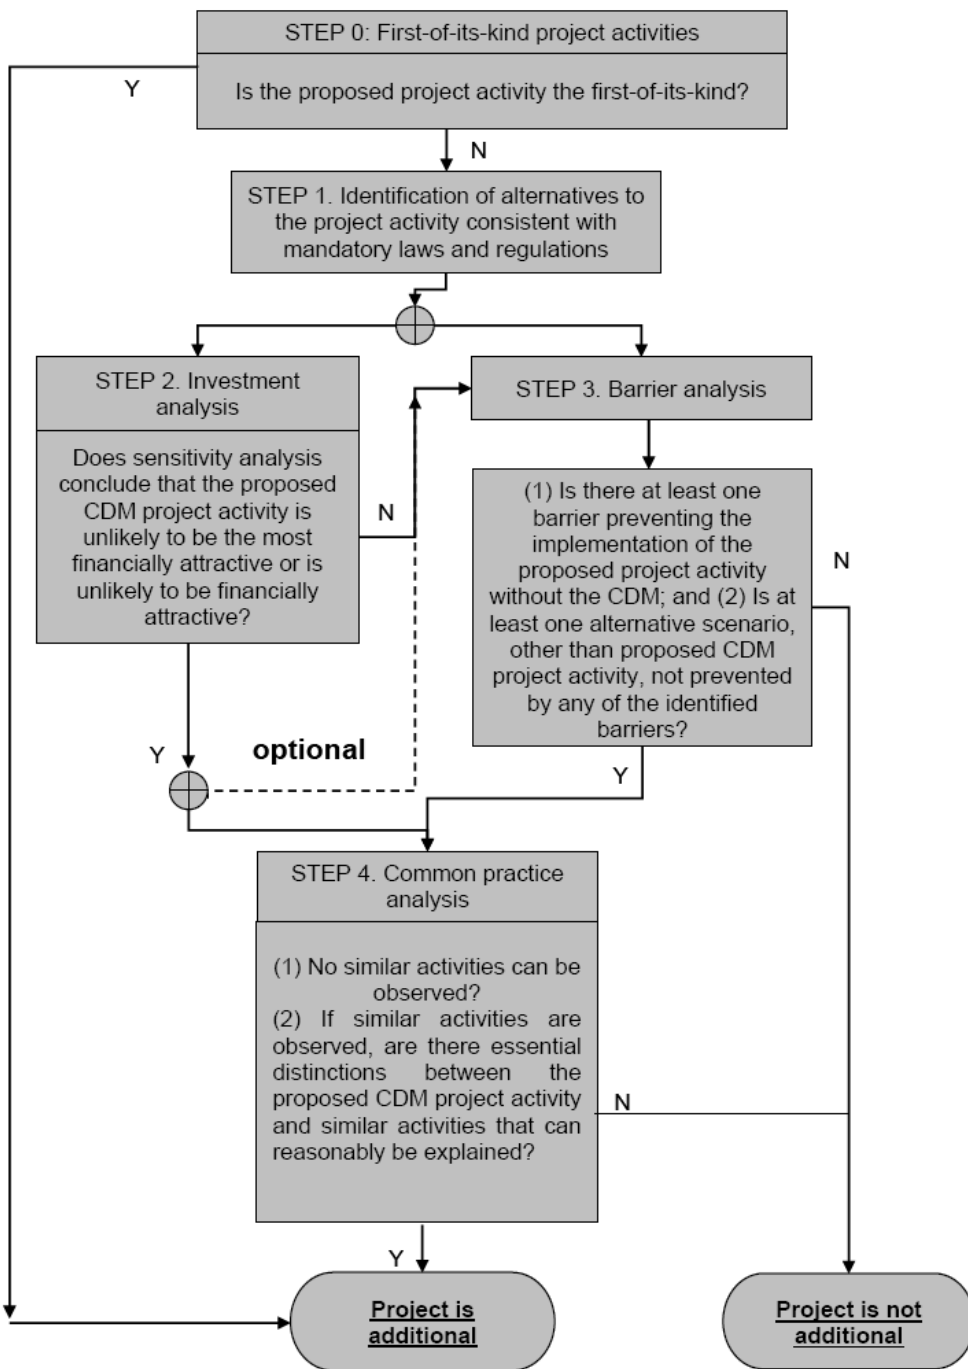 STEP 0: First-of-its-kind project activities
Y
Is the proposed project activity the first-of-its-kind?
N
STEP 1. Identification of alternatives to
the project activity consistent with
mandatory laws and regulations
STEP 2. Investment
analysis
Does sensitivity analysis
conclude that the proposed
CDM project activity is
unlikely to be the most
financially attractive or is
unlikely to be financially
attractive?
N
Y
optional
STEP 3. Barrier analysis
(1) Is there at least one
barrier preventing the
implementation of the
proposed project activity
without the CDM; and (2) Is at
least one alternative scenario,
other than proposed CDM
project activity, not prevented
by any of the identified
barriers?
N
Y
STEP 4. Common practice
analysis
(1) No similar activities can be
observed?
(2) If similar activities are
observed, are there essential
distinctions between the
proposed CDM project activity
and similar activities that can
reasonably be explained?
N
Y
Project is
additional
Project is not
additional